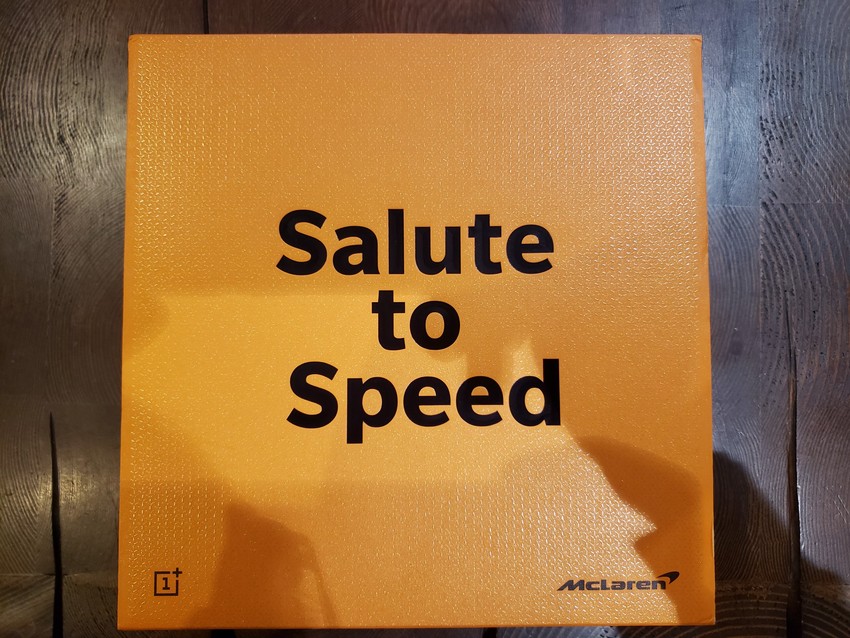 Salute
to
Speed
1+
McLaren